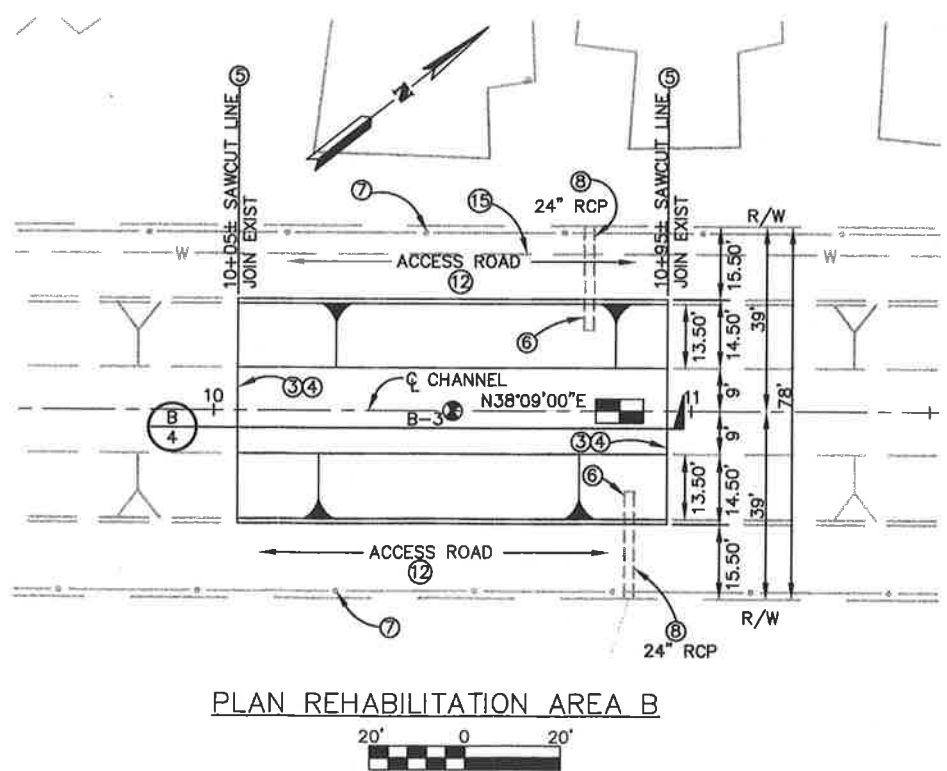 5
5
10+05± SAWCUT LINE
JOIN EXIST
N
7
15
8
24" RCP
10+95± SAWCUT LINE
JOIN EXIST
R/W
W
ACCESS ROAD
12
W
15.50'
39'
6
13.50'
14.50'
3 4
10
℄ CHANNEL
N38°09'00"E
11
9'
78'
B
4
B-3
9'
3 4
6
13.50'
14.50'
39'
ACCESS ROAD
12
15.50'
7
8
24" RCP
R/W
PLAN REHABILITATION AREA B
20' 0 20'